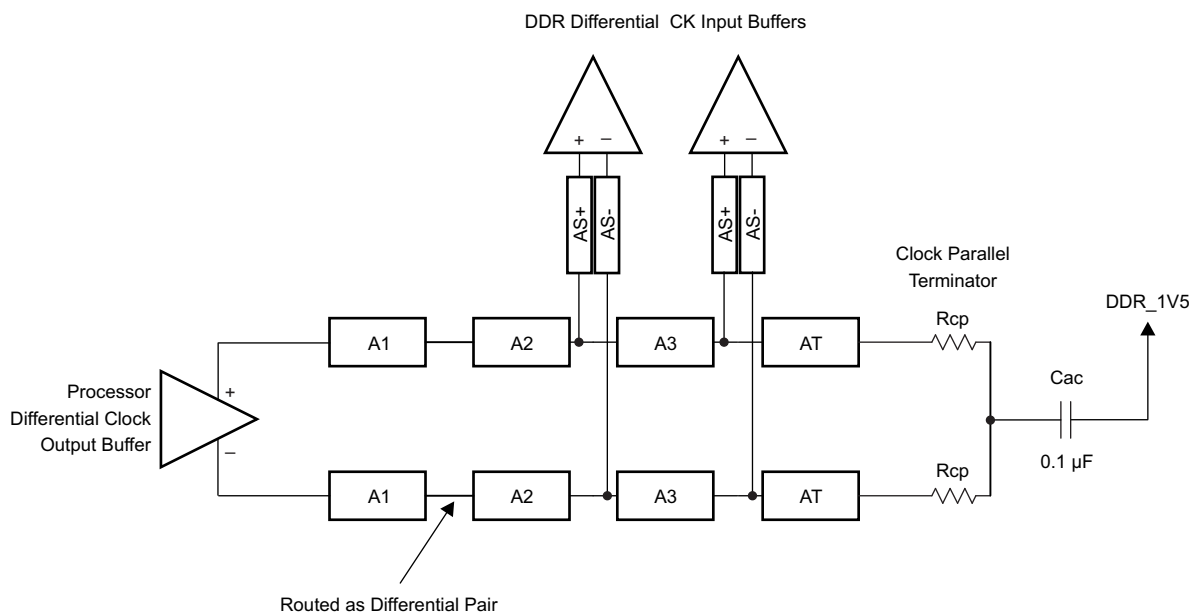 DDR Differential CK Input Buffers
+ –
+ –
AS+
AS-
AS+
AS-
Clock Parallel
Terminator
DDR_1V5
Rcp
A1
A2
A3
AT
Processor
Differential Clock
Output Buffer
+
–
Cac
0.1 µF
Rcp
A1
A2
A3
AT
Routed as Differential Pair